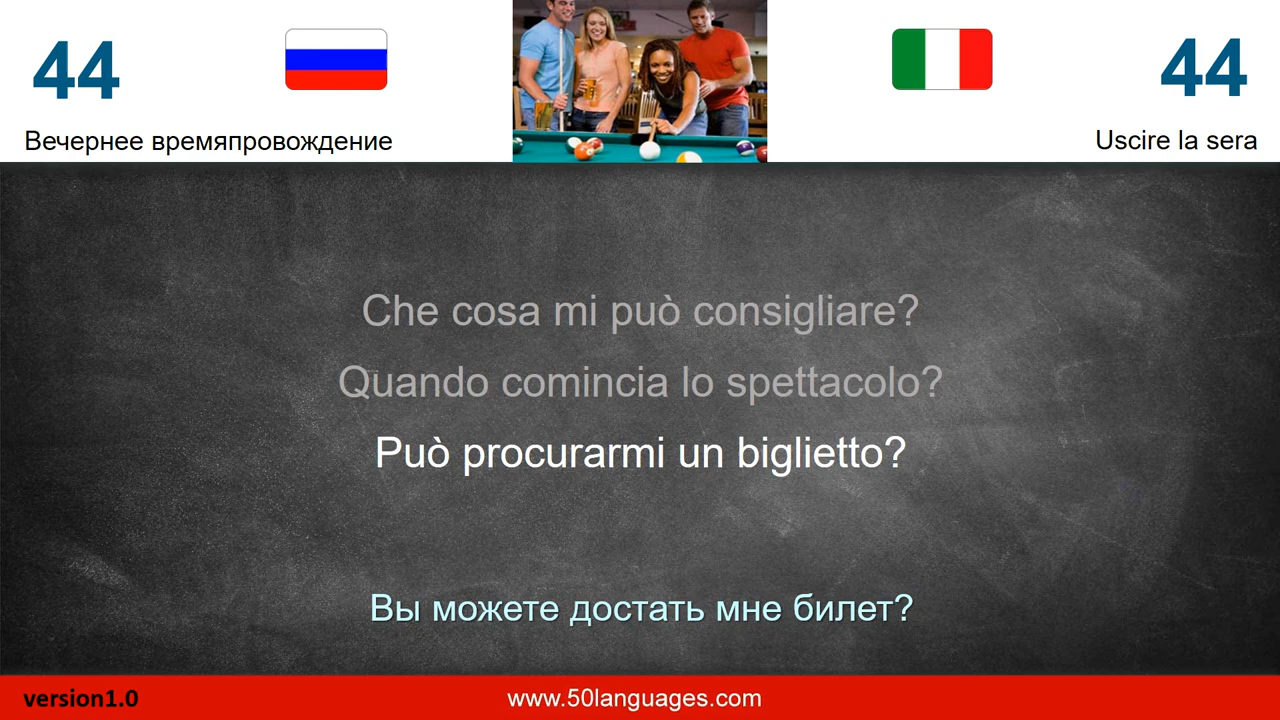 44
44
Вечернее времяпровождение
Uscire la sera
Che cosa mi può consigliare?
Quando comincia lo spettacolo?
Può procurarmi un biglietto?
Вы можете достать мне билет?
version1.0
www.50languages.com